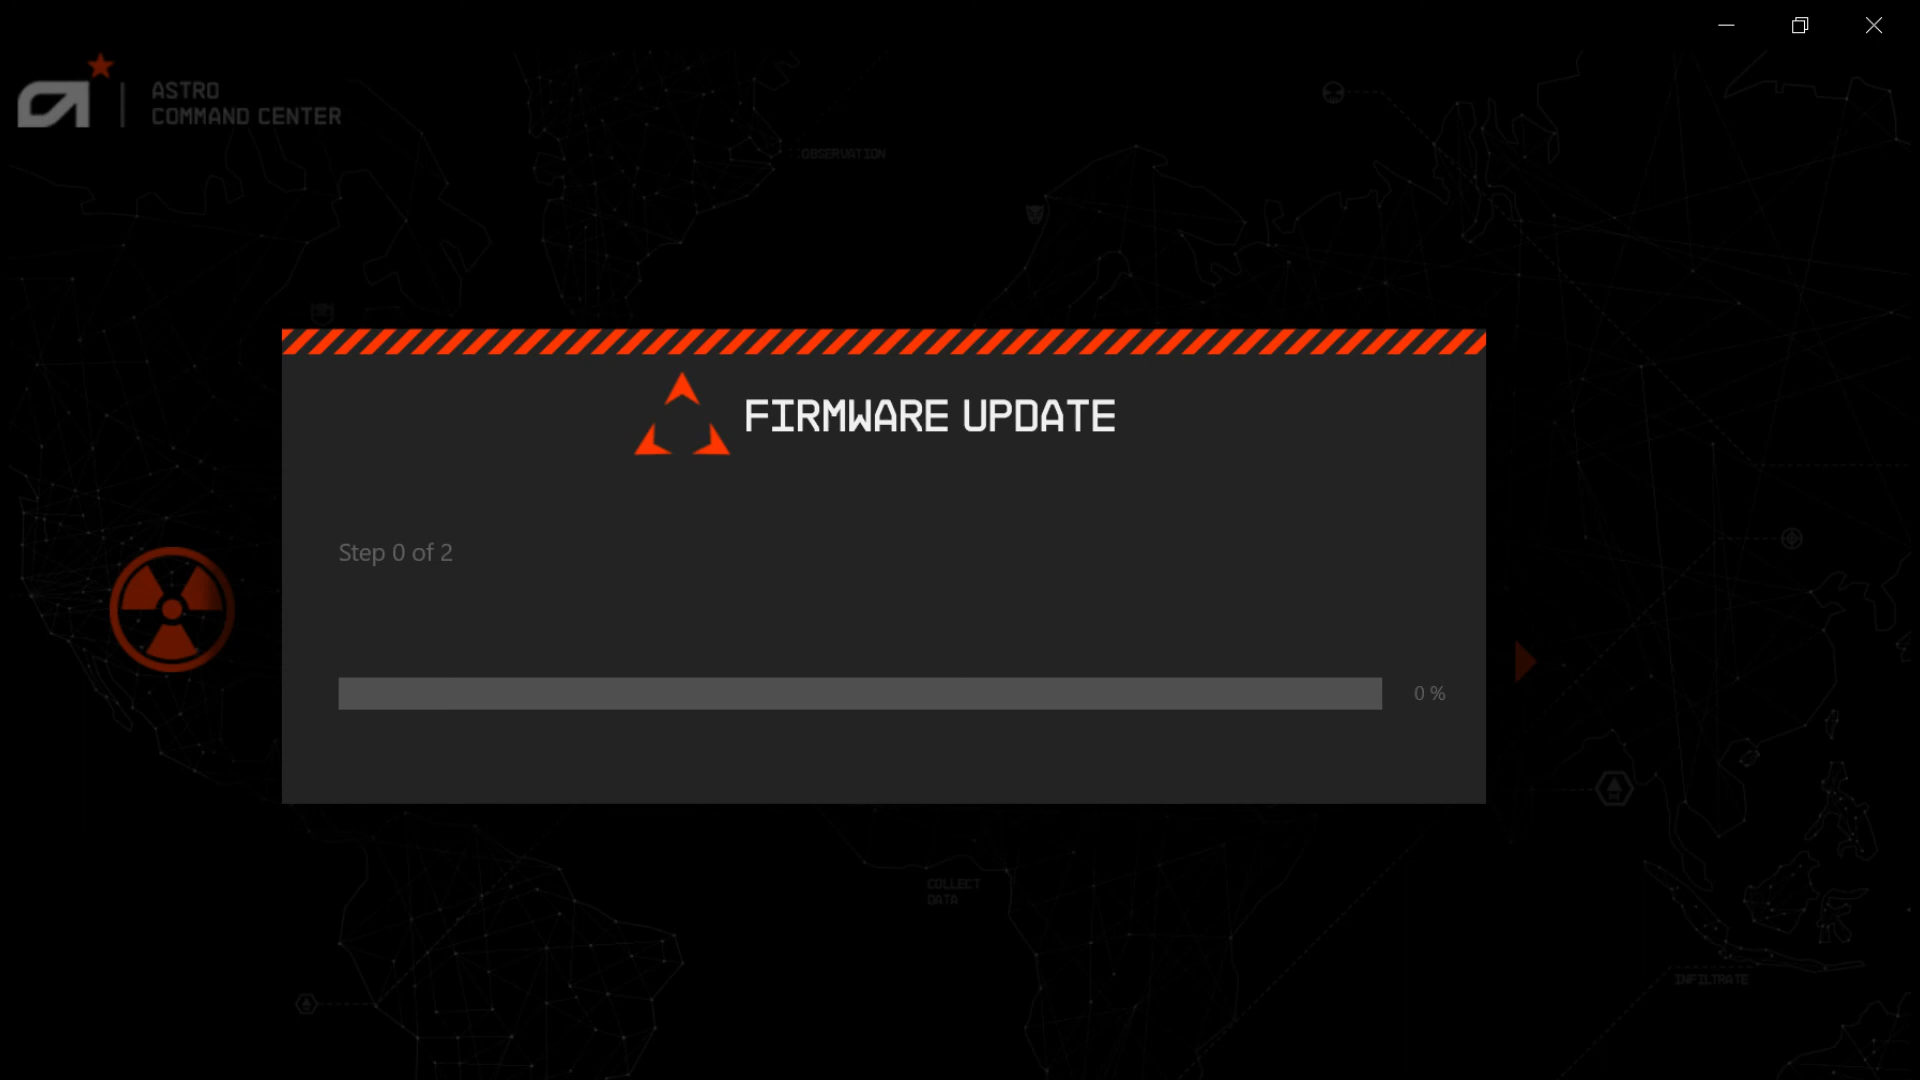 ASTRO
COMMAND CENTER
OBSERVATION
FIRMWARE UPDATE
Step 0 of 2
0 %
COLLECT
DATA
INFILTRATE